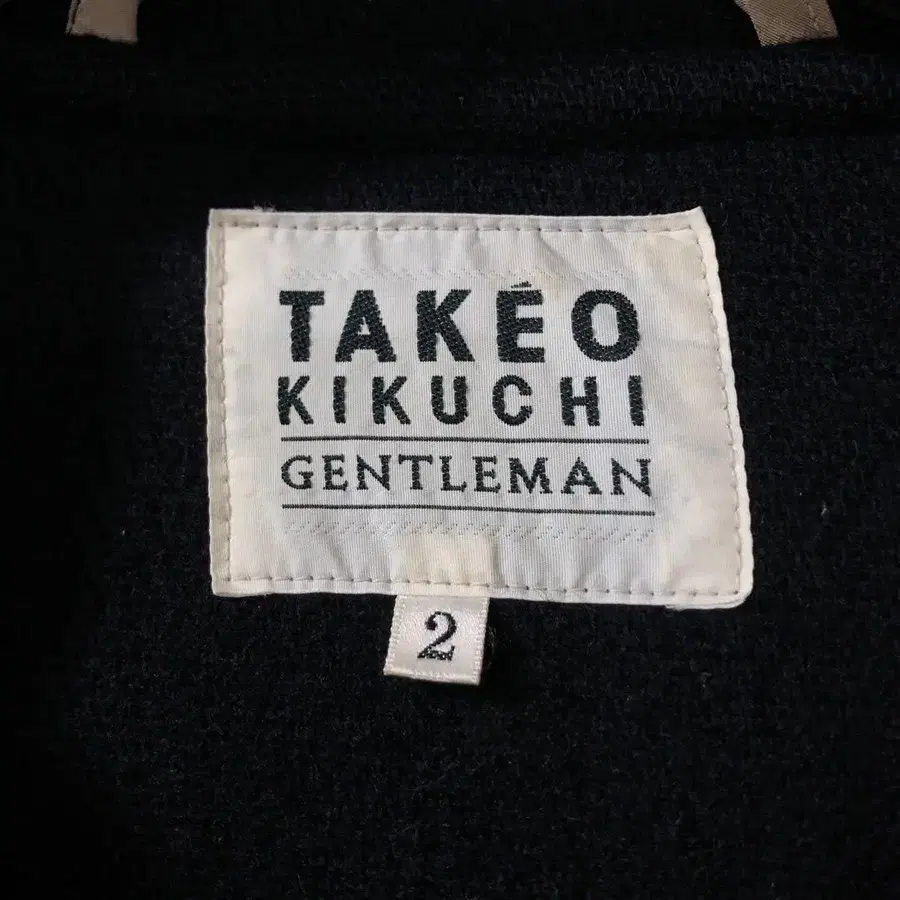 TAKÉO
KIKUCHI
GENTLEMAN
2